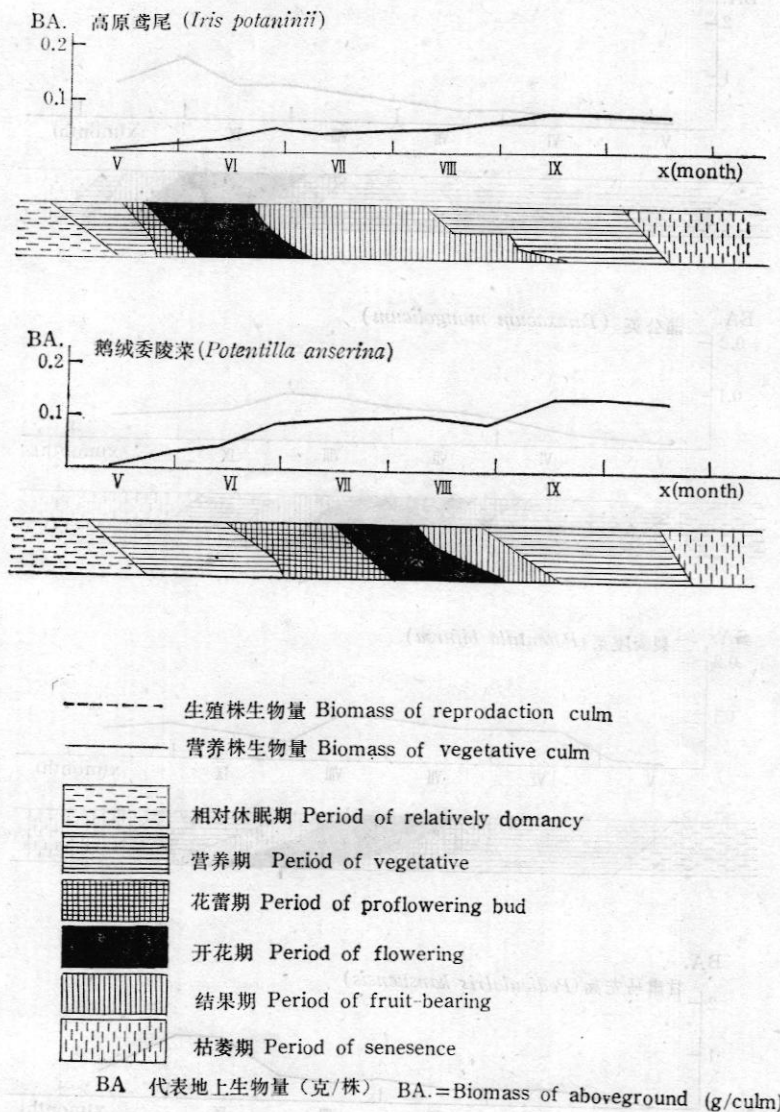 BA. 高原鸢尾 (Iris potaninii)
0.2
0.1
V VI VII VIII IX x(month)
BA. 鹅绒委陵菜 (Potentilla anserina)
0.2
0.1
V VI VII VIII IX x(month)
生殖株生物量 Biomass of reprodaction culm
营养株生物量 Biomass of vegetative culm
相对休眠期 Period of relatively domancy
营养期 Period of vegetative
花蕾期 Period of proflowering bud
开花期 Period of flowering
结果期 Period of fruit-bearing
枯萎期 Period of senesence
BA 代表地上生物量（克/株） BA.=Biomass of aboveground (g/culm)